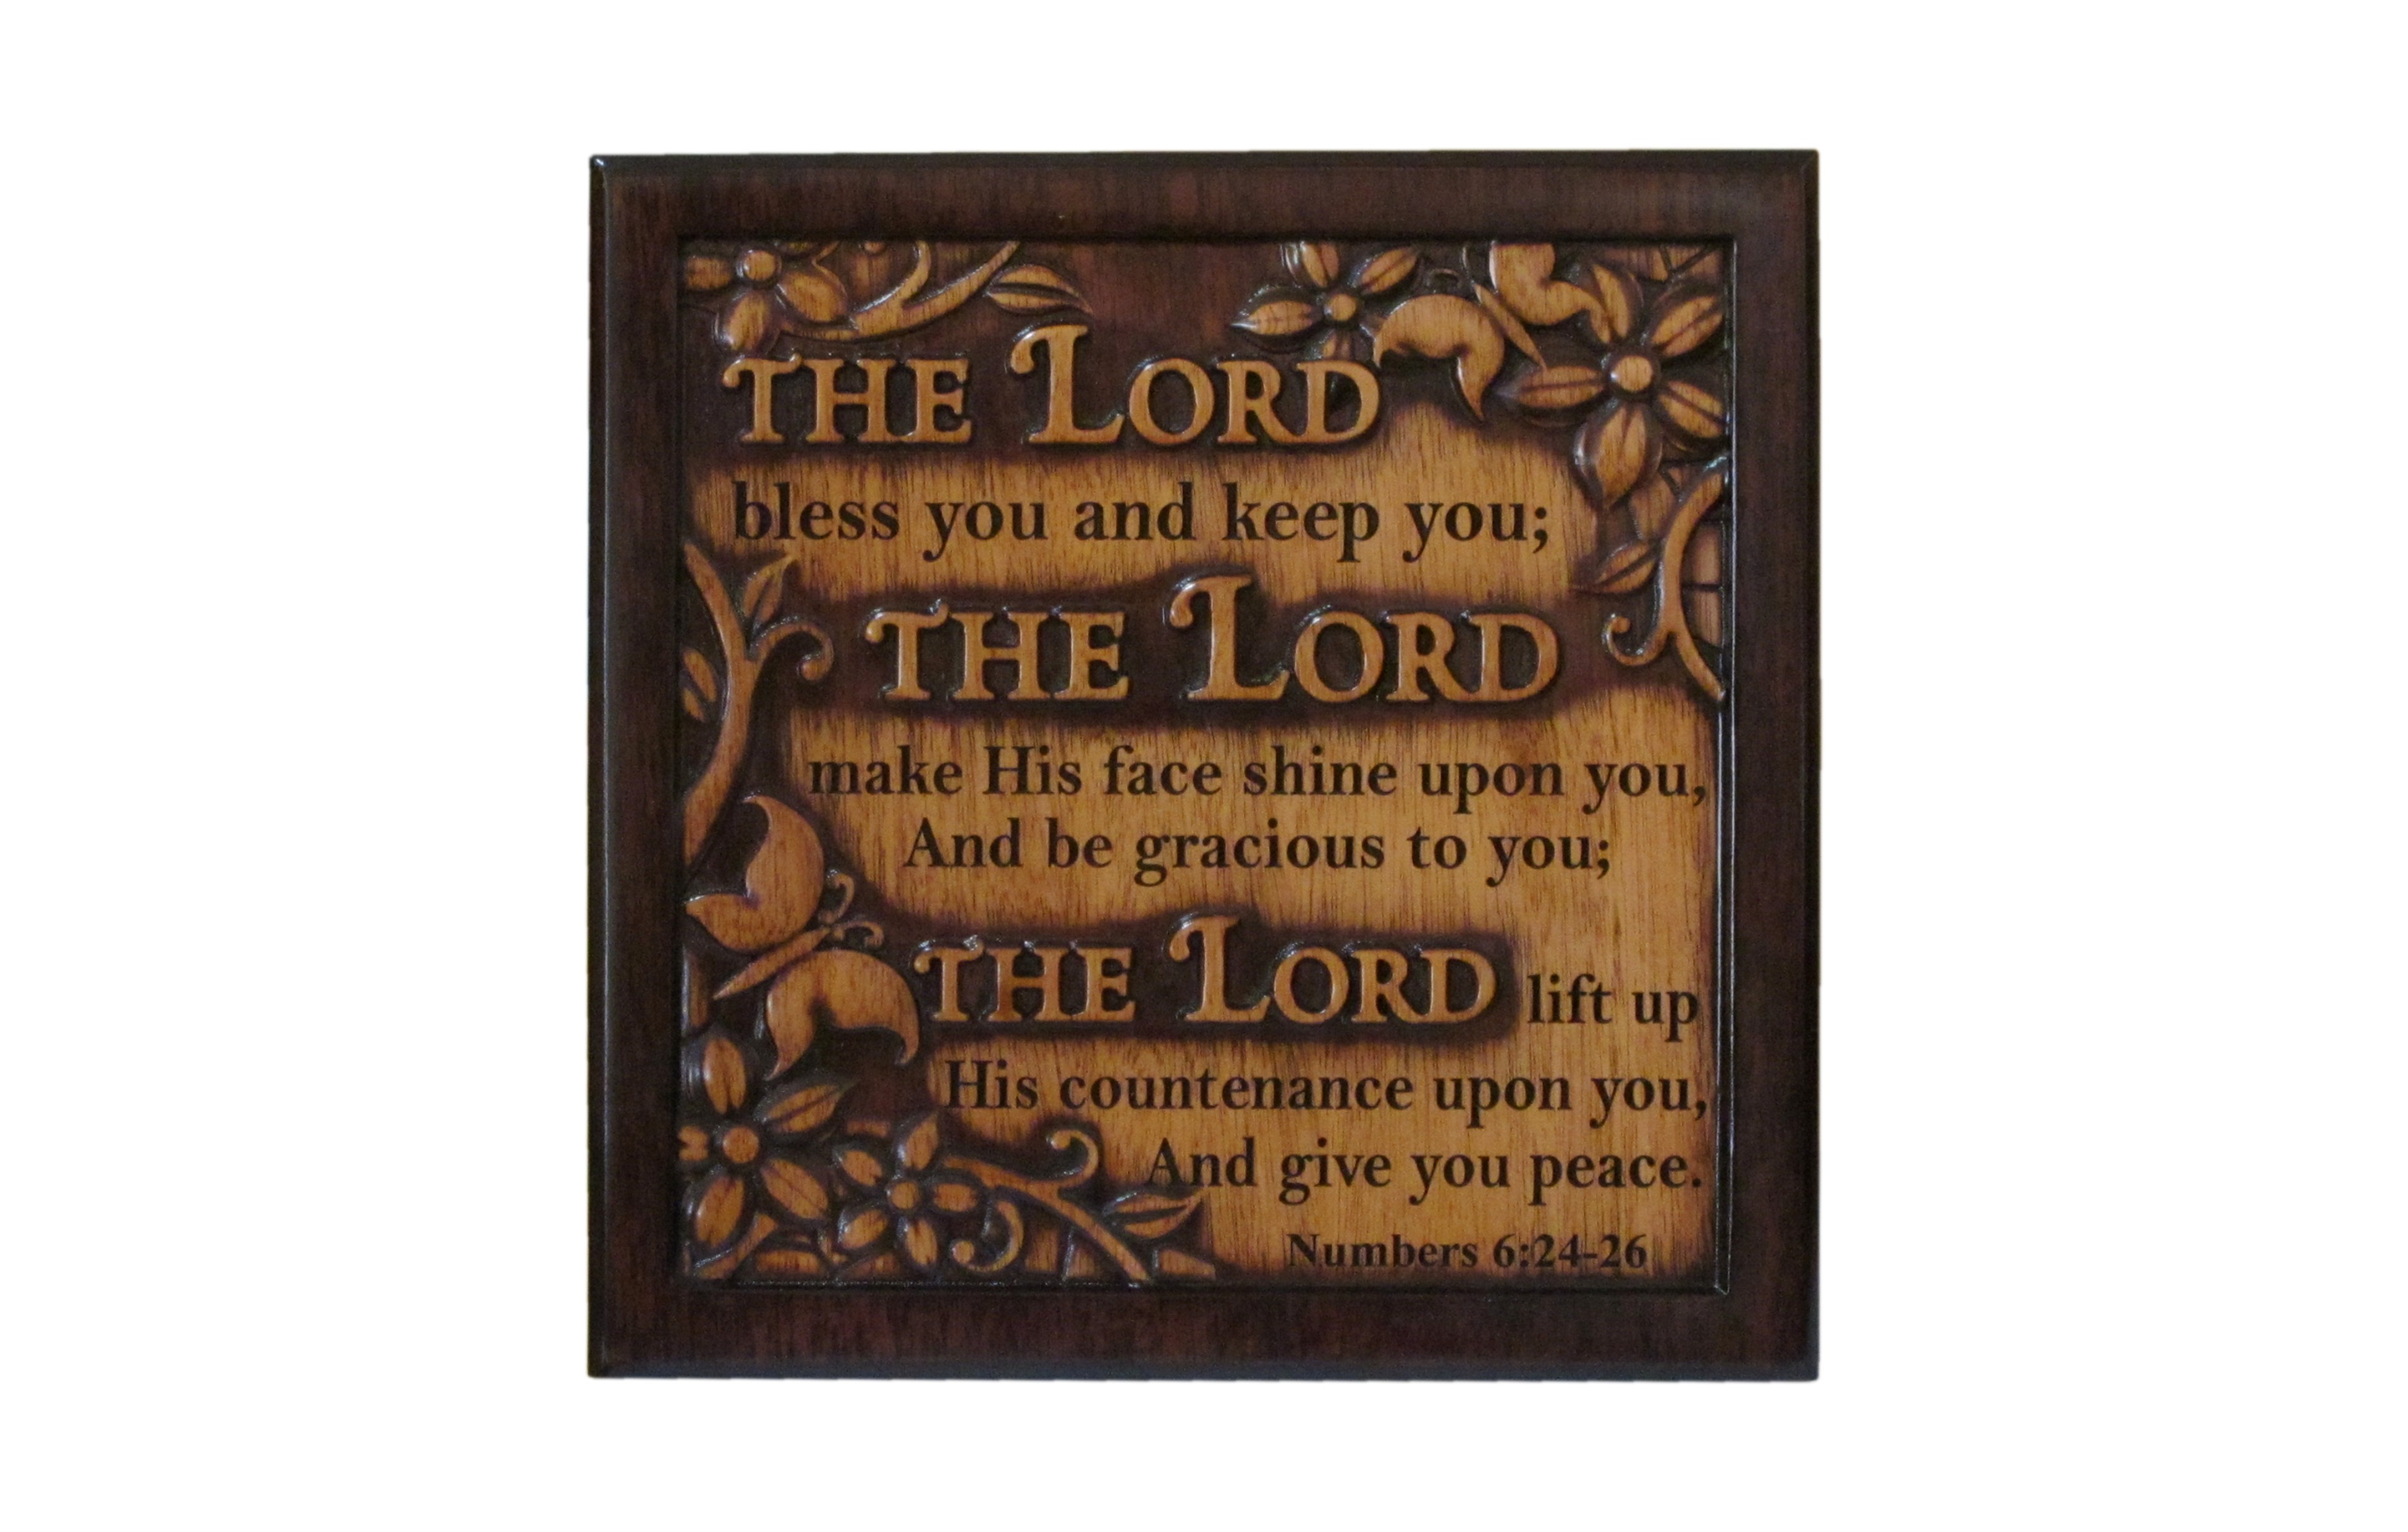 THE LORD
bless you and keep you;
THE LORD
make His face shine upon you,
And be gracious to you;
THE LORD lift up
His countenance upon you,
And give you peace.
Numbers 6:24-26